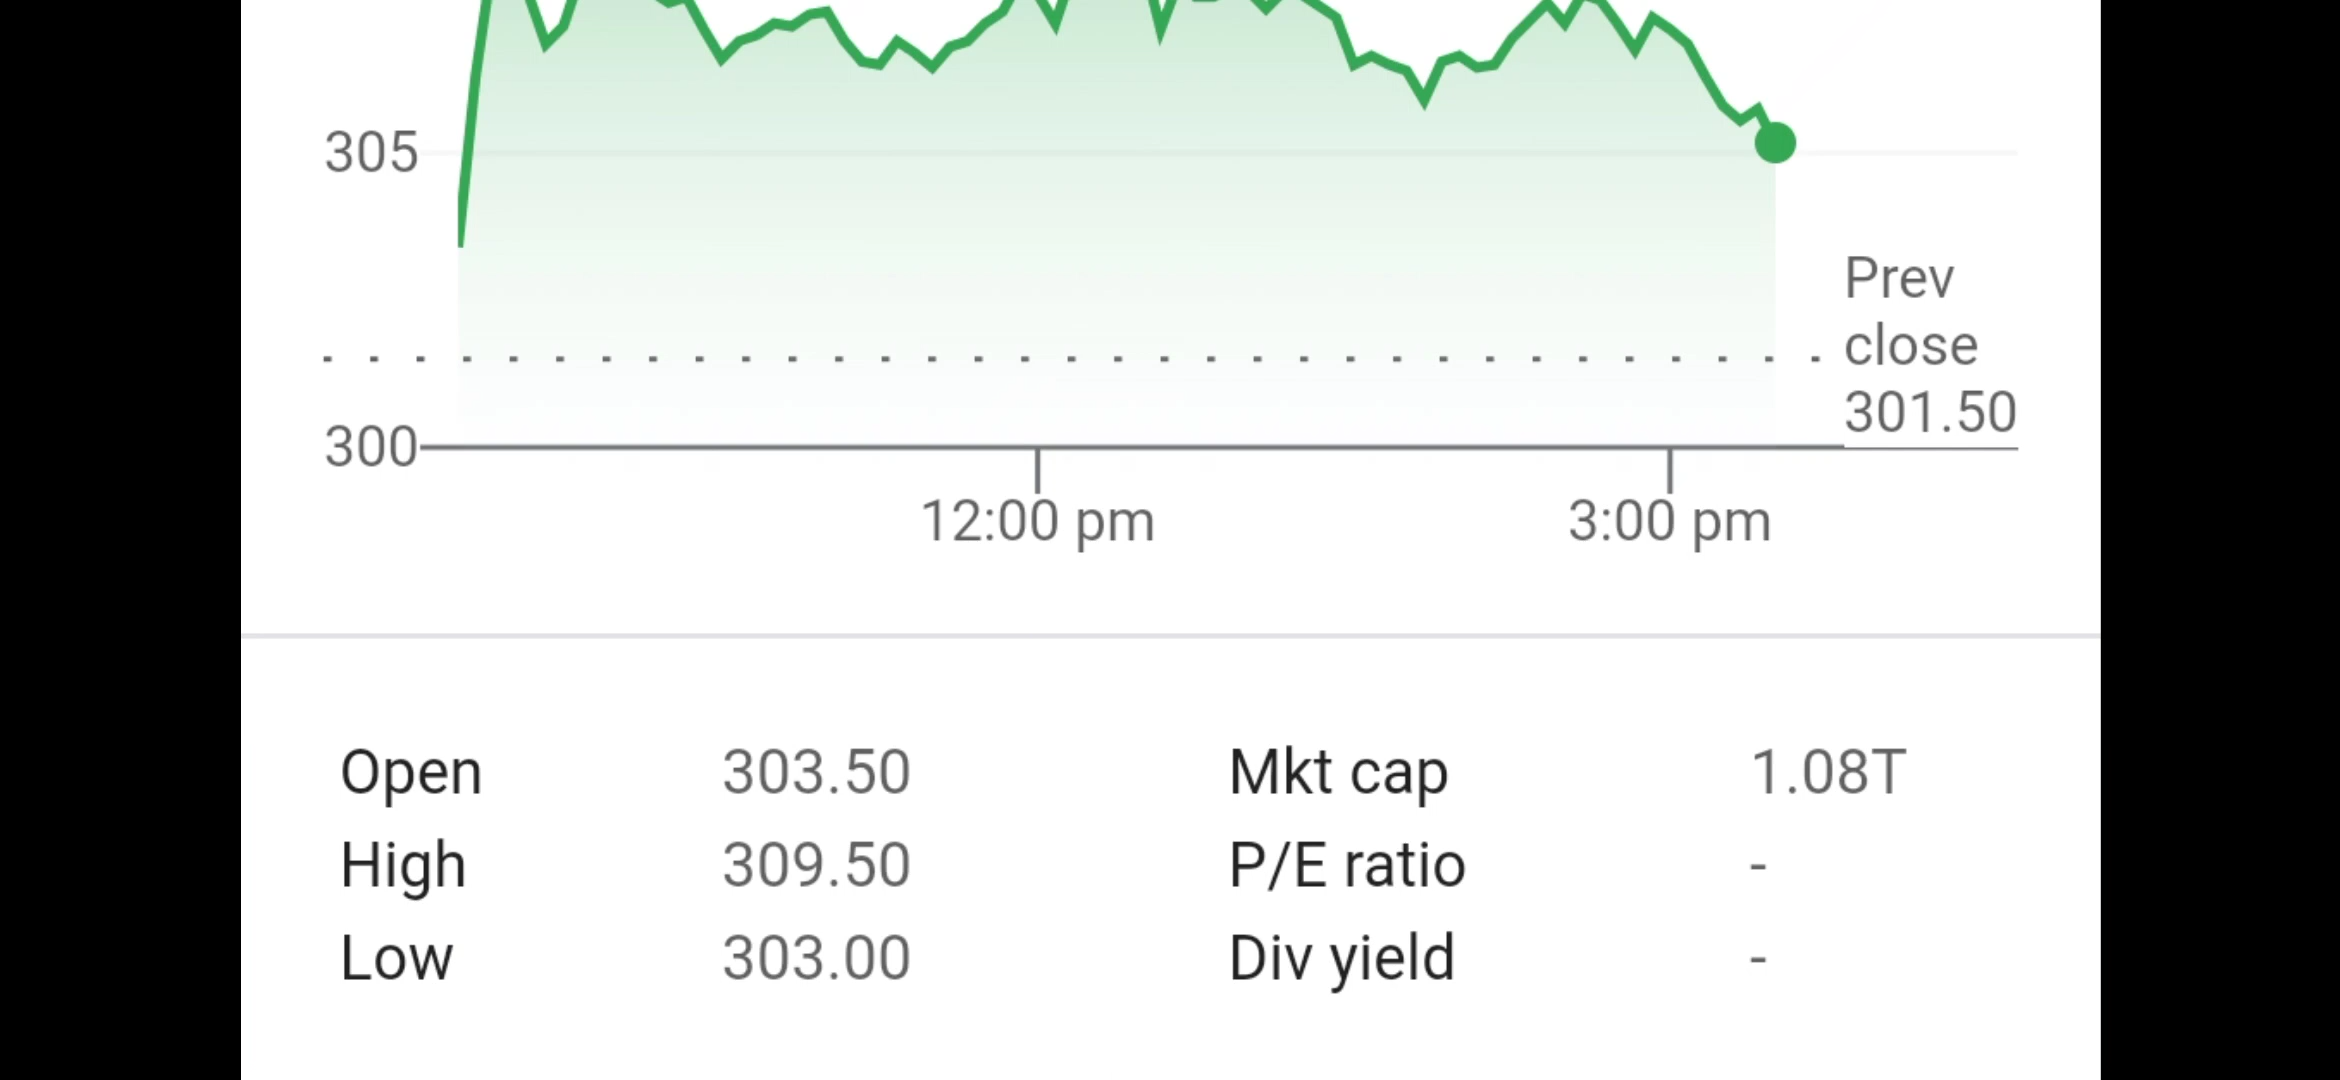 305
Prev
close
301.50
300
12:00 pm
3:00 pm
Open 303.50 Mkt cap 1.08T
High 309.50 P/E ratio -
Low 303.00 Div yield -